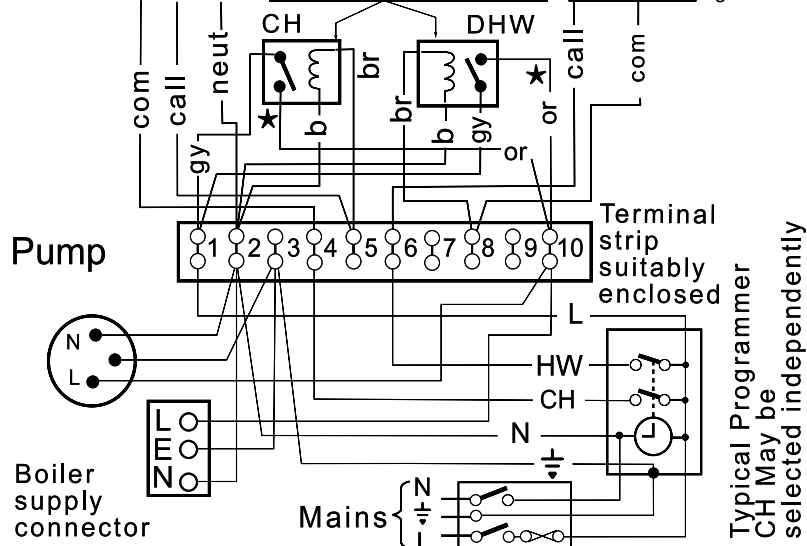 CH
DHW
com
call
neut
br
br
call
com
★
★
gy
b
b
gy
or
or
1 2 3 4 5 6 7 8 9 10
Terminal
strip
suitably
enclosed
Pump
N
L
L
HW
CH
N
L
E
N
Boiler
supply
connector
Mains
N
L
Typical Programmer
CH May be
selected independently